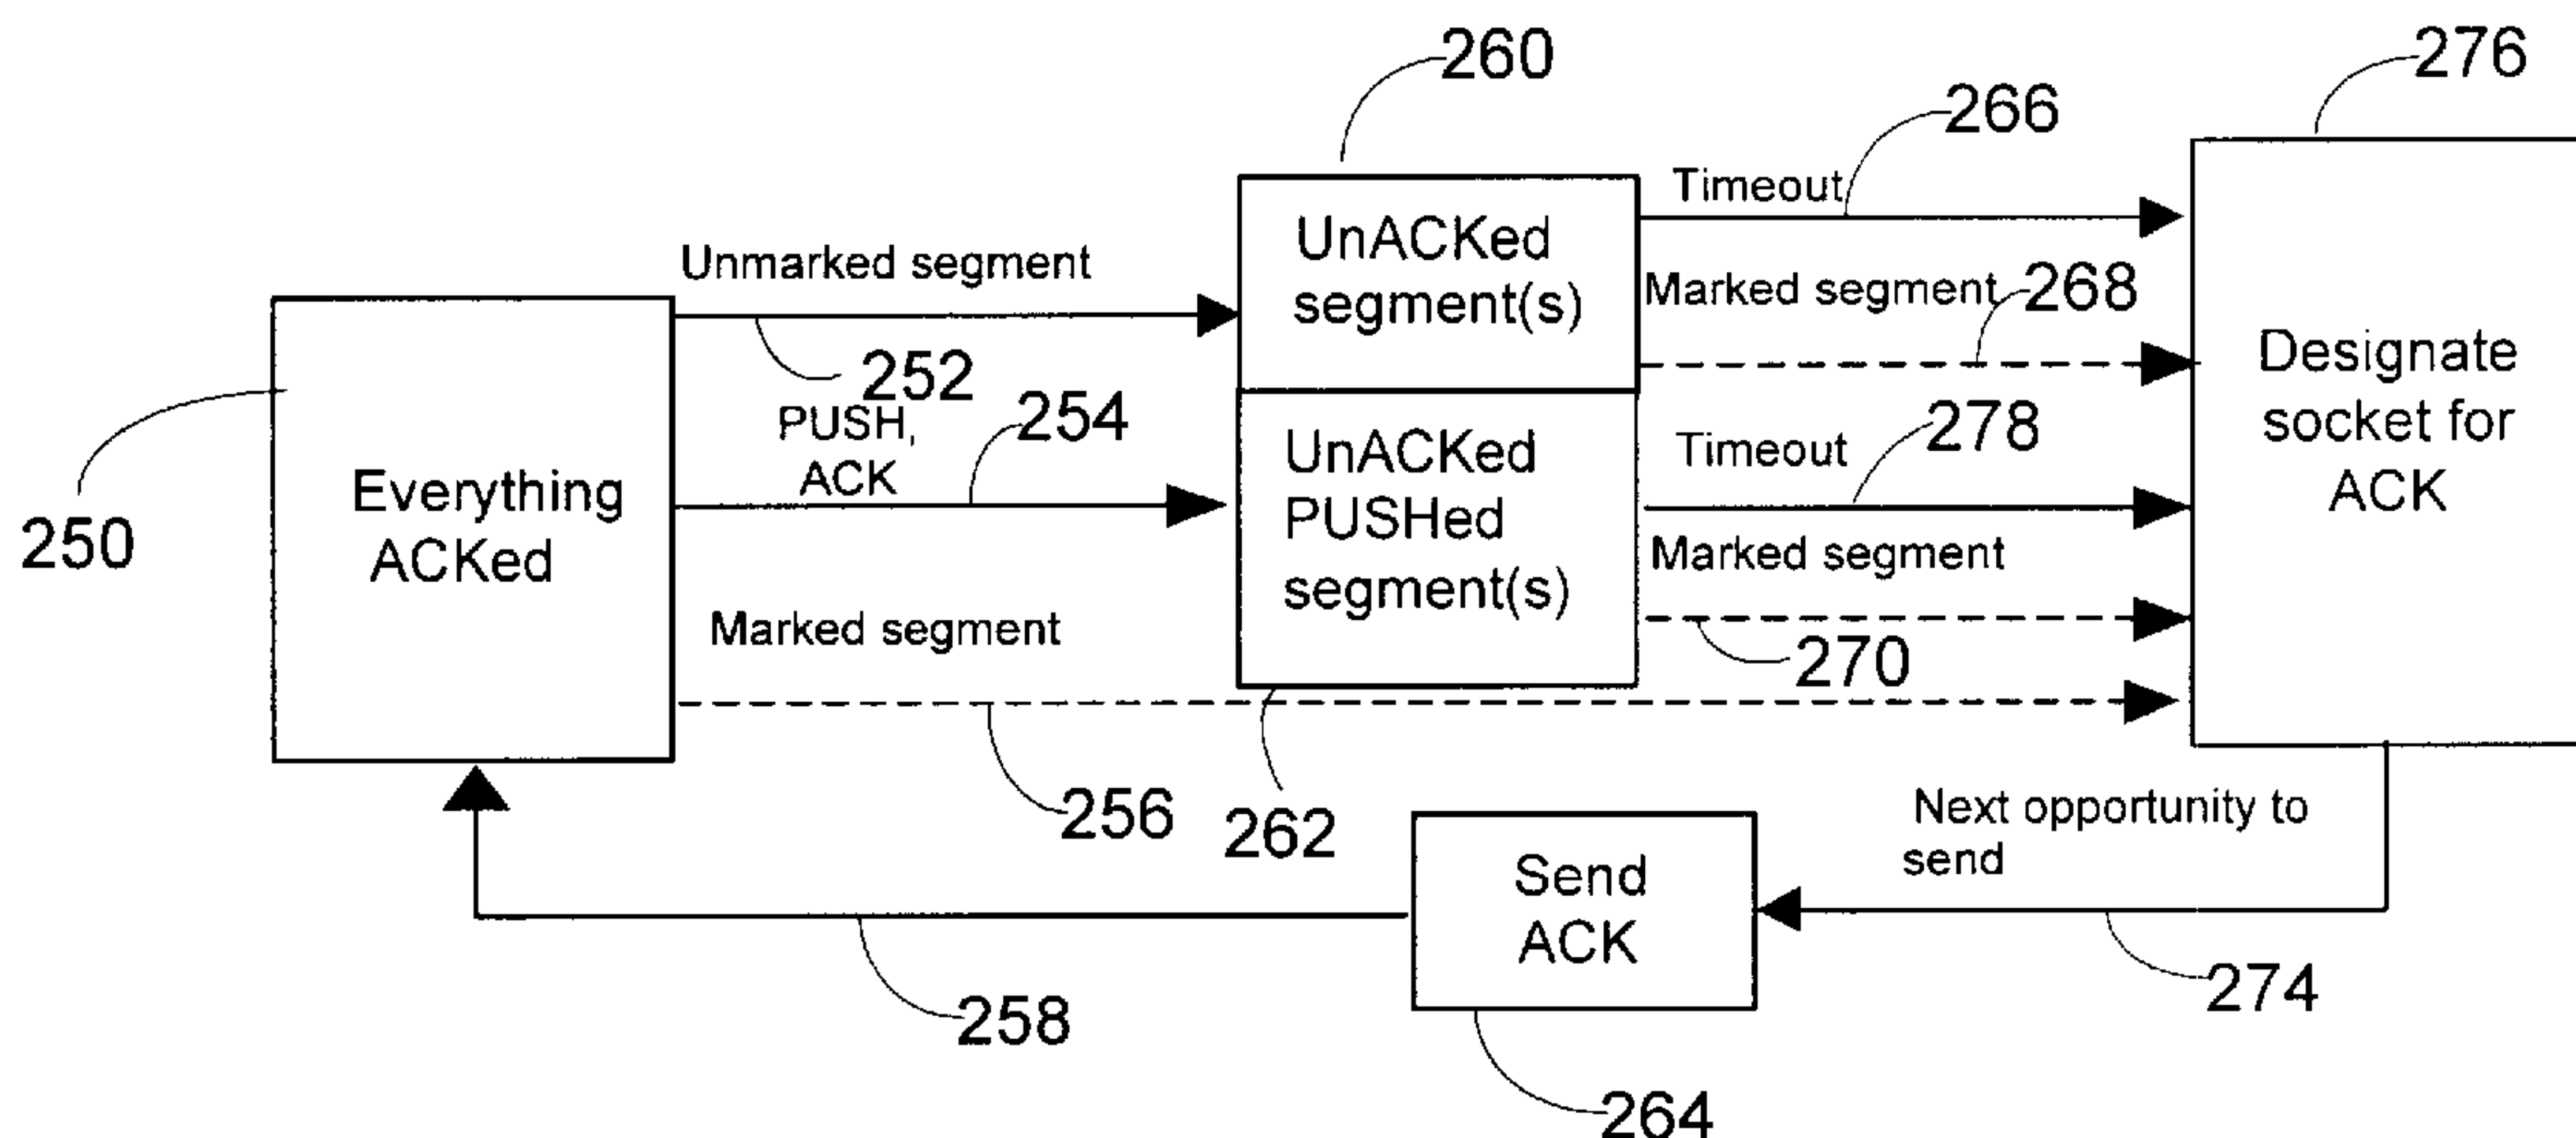 260
276
266
Timeout
UnACKed
segment(s)
Unmarked segment
Marked segment
268
252
Designate
socket for
ACK
PUSH,
ACK
254
278
Timeout
UnACKed
PUSHed
segment(s)
Everything
ACKed
250
Marked segment
Marked segment
270
256
262
Next opportunity to
send
Send
ACK
274
258
264